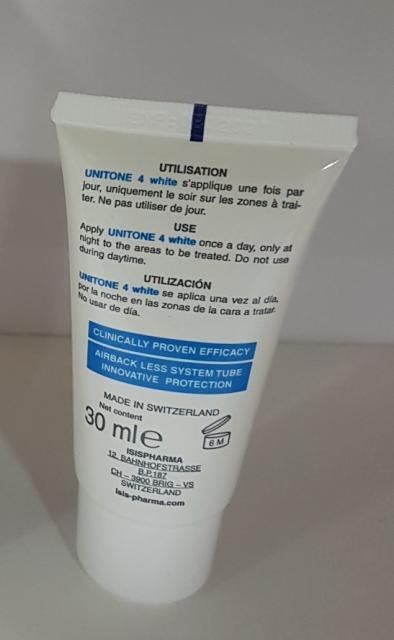 UTILISATION
UNITONE 4 white s'applique une fois par
jour, uniquement le soir sur les zones à trai-
ter. Ne pas utiliser de jour.
USE
Apply UNITONE 4 white once a day, only at
night to the areas to be treated. Do not use
during daytime.
UTILIZACIÓN
UNITONE 4 white se aplica una vez al día,
por la noche en las zonas de la cara a tratar.
No usar de día.
CLINICALLY PROVEN EFFICACY
AIRBACK LESS SYSTEM TUBE
INNOVATIVE PROTECTION
MADE IN SWITZERLAND
Net content
30 ml e
6 M
ISISPHARMA
12, BAHNHOFSTRASSE
B.P.187
CH – 3900 BRIG – VS
SWITZERLAND
isis-pharma.com